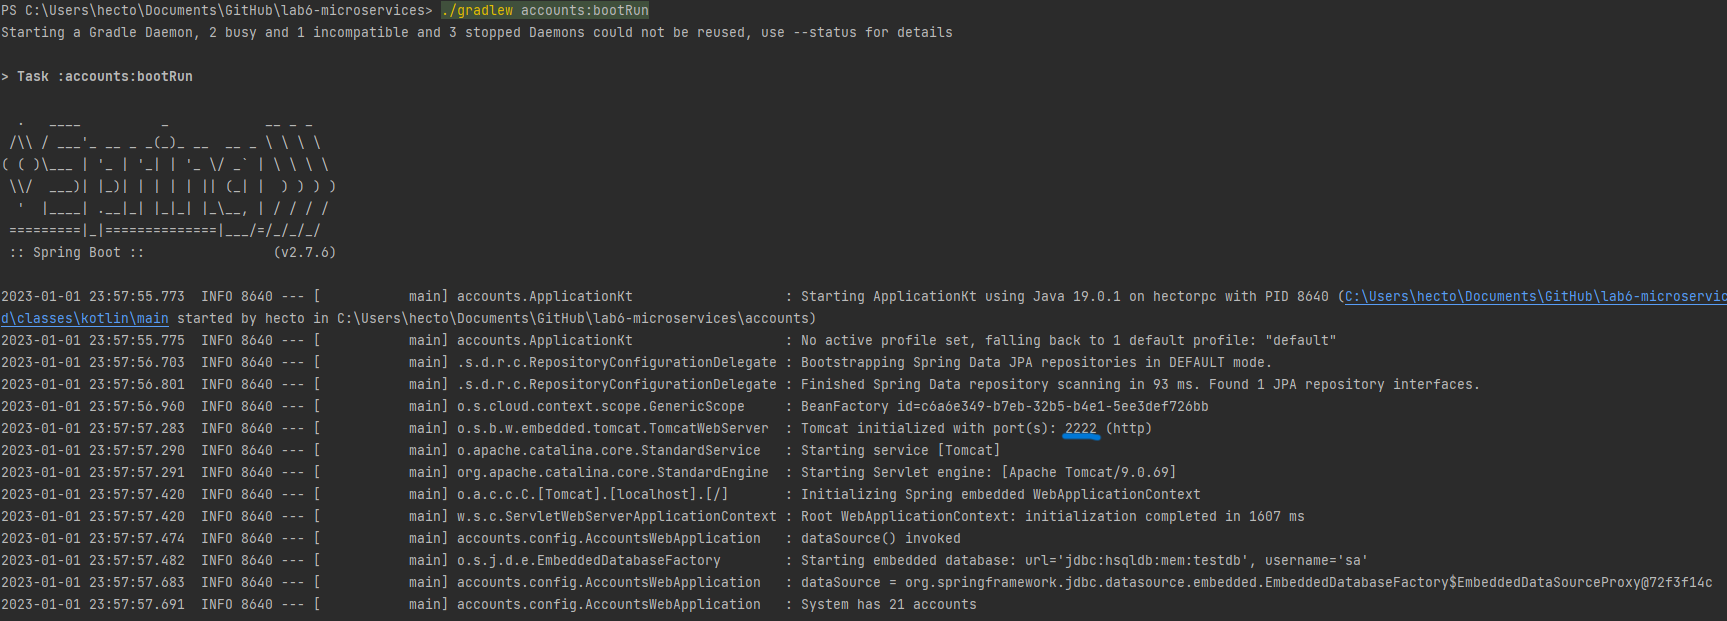 PS C:\Users\hecto\Documents\GitHub\lab6-microservices> ./gradlew accounts:bootRun
Starting a Gradle Daemon, 2 busy and 1 incompatible and 3 stopped Daemons could not be reused, use --status for details
> Task :accounts:bootRun
  .   ____          _            __ _ _
 /\\ / ___'_ __ _ _(_)_ __  __ _ \ \ \ \
( ( )\___ | '_ | '_| | '_ \/ _` | \ \ \ \
 \\/  ___)| |_)| | | | | || (_| |  ) ) ) )
  '  |____| .__|_| |_|_| |_\__, | / / / /
 =========|_|==============|___/=/_/_/_/
 :: Spring Boot ::                (v2.7.6)
2023-01-01 23:57:55.773  INFO 8640 --- [           main] accounts.ApplicationKt                   : Starting ApplicationKt using Java 19.0.1 on hectorpc with PID 8640 (C:\Users\hecto\Documents\GitHub\lab6-microservic
d\classes\kotlin\main started by hecto in C:\Users\hecto\Documents\GitHub\lab6-microservices\accounts)
2023-01-01 23:57:55.775  INFO 8640 --- [           main] accounts.ApplicationKt                   : No active profile set, falling back to 1 default profile: "default"
2023-01-01 23:57:56.703  INFO 8640 --- [           main] .s.d.r.c.RepositoryConfigurationDelegate : Bootstrapping Spring Data JPA repositories in DEFAULT mode.
2023-01-01 23:57:56.801  INFO 8640 --- [           main] .s.d.r.c.RepositoryConfigurationDelegate : Finished Spring Data repository scanning in 93 ms. Found 1 JPA repository interfaces.
2023-01-01 23:57:56.960  INFO 8640 --- [           main] o.s.cloud.context.scope.GenericScope     : BeanFactory id=c6a6e349-b7eb-32b5-b4e1-5ee3def726bb
2023-01-01 23:57:57.283  INFO 8640 --- [           main] o.s.b.w.embedded.tomcat.TomcatWebServer  : Tomcat initialized with port(s): 2222 (http)
2023-01-01 23:57:57.290  INFO 8640 --- [           main] o.apache.catalina.core.StandardService   : Starting service [Tomcat]
2023-01-01 23:57:57.291  INFO 8640 --- [           main] org.apache.catalina.core.StandardEngine  : Starting Servlet engine: [Apache Tomcat/9.0.69]
2023-01-01 23:57:57.420  INFO 8640 --- [           main] o.a.c.c.C.[Tomcat].[localhost].[/]       : Initializing Spring embedded WebApplicationContext
2023-01-01 23:57:57.420  INFO 8640 --- [           main] w.s.c.ServletWebServerApplicationContext : Root WebApplicationContext: initialization completed in 1607 ms
2023-01-01 23:57:57.474  INFO 8640 --- [           main] accounts.config.AccountsWebApplication   : dataSource() invoked
2023-01-01 23:57:57.482  INFO 8640 --- [           main] o.s.j.d.e.EmbeddedDatabaseFactory        : Starting embedded database: url='jdbc:hsqldb:mem:testdb', username='sa'
2023-01-01 23:57:57.683  INFO 8640 --- [           main] accounts.config.AccountsWebApplication   : dataSource = org.springframework.jdbc.datasource.embedded.EmbeddedDatabaseFactory$EmbeddedDataSourceProxy@72f3f14c
2023-01-01 23:57:57.691  INFO 8640 --- [           main] accounts.config.AccountsWebApplication   : System has 21 accounts